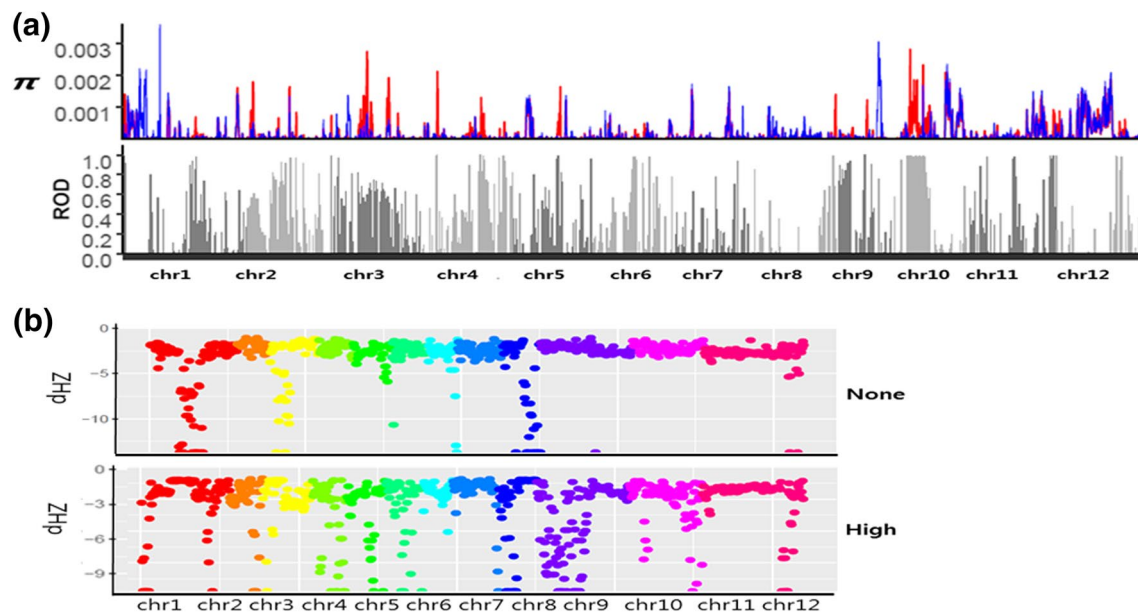 (a)
π
0.003
0.002
0.001
ROD
1.0
0.8
0.6
0.4
0.2
0.0
chr1 chr2 chr3 chr4 chr5 chr6 chr7 chr8 chr9 chr10 chr11 chr12
(b)
ZHp
0
-5
-10
None
ZHp
0
-3
-6
-9
High
chr1 chr2 chr3 chr4 chr5 chr6 chr7 chr8 chr9 chr10 chr11 chr12